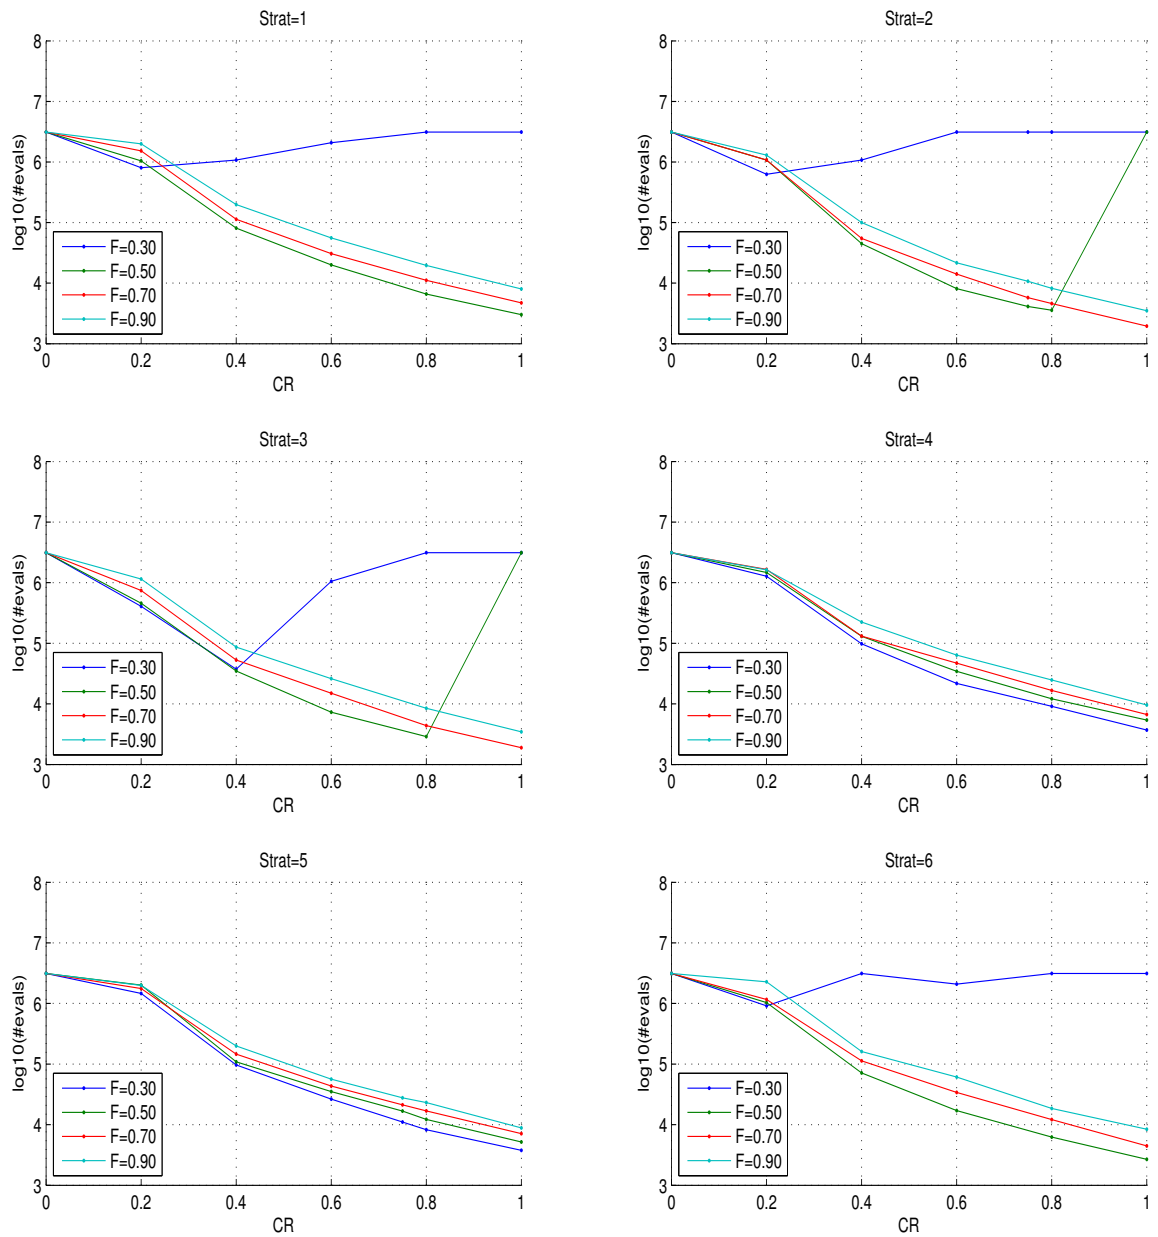 Strat=1
8
7
6
5
4
3
log10(#evals)
F=0.30
F=0.50
F=0.70
F=0.90
0 0.2 0.4 0.6 0.8 1
CR
Strat=2
8
7
6
5
4
3
log10(#evals)
F=0.30
F=0.50
F=0.70
F=0.90
0 0.2 0.4 0.6 0.8 1
CR
Strat=3
8
7
6
5
4
3
log10(#evals)
F=0.30
F=0.50
F=0.70
F=0.90
0 0.2 0.4 0.6 0.8 1
CR
Strat=4
8
7
6
5
4
3
log10(#evals)
F=0.30
F=0.50
F=0.70
F=0.90
0 0.2 0.4 0.6 0.8 1
CR
Strat=5
8
7
6
5
4
3
log10(#evals)
F=0.30
F=0.50
F=0.70
F=0.90
0 0.2 0.4 0.6 0.8 1
CR
Strat=6
8
7
6
5
4
3
log10(#evals)
F=0.30
F=0.50
F=0.70
F=0.90
0 0.2 0.4 0.6 0.8 1
CR